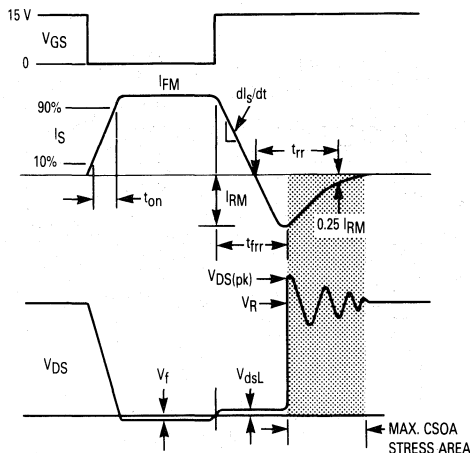 15 V
VGS
0
IFM
90%
dIS/dt
IS
trr
10%
ton
IRM
0.25 IRM
tfrr
VDS(pk)
VR
VDS
Vf
VdsL
MAX. CSOA
STRESS AREA